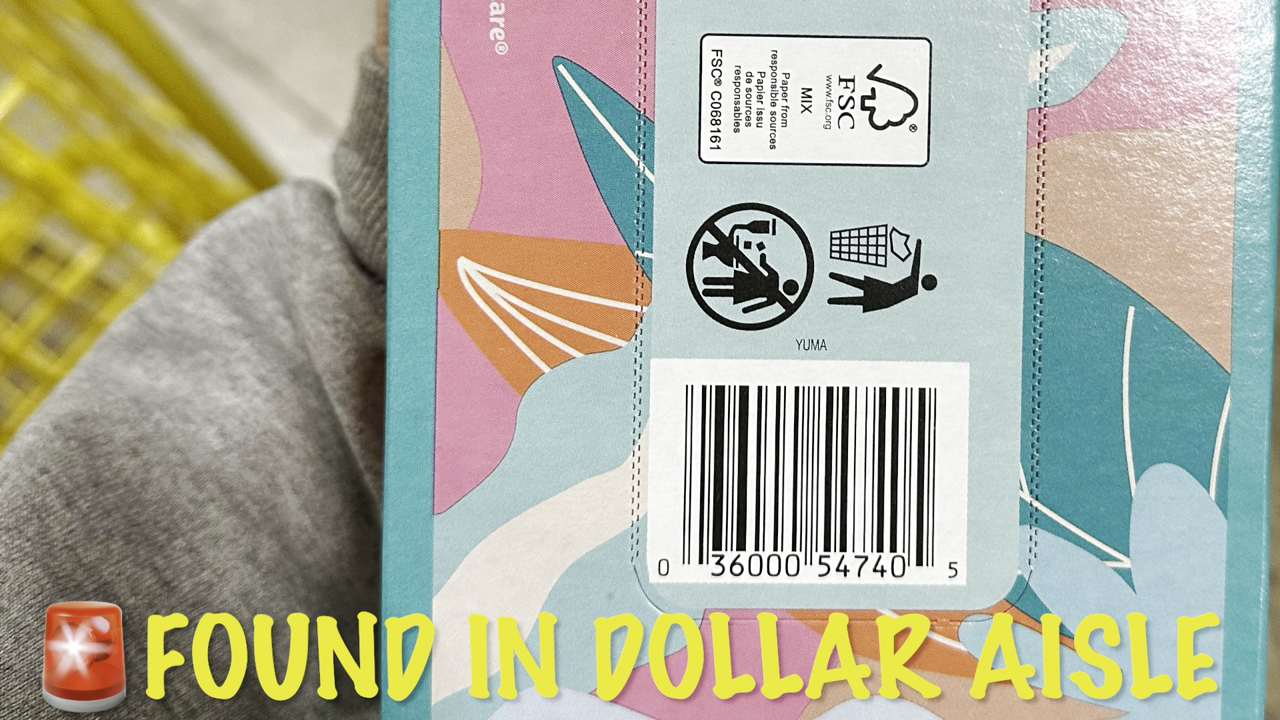 are®
FSC®
www.fsc.org
MIX
Paper from
responsible sources
Papier issu
de sources
responsables
FSC® C068161
YUMA
0 36000 54740 5
FOUND IN DOLLAR AISLE